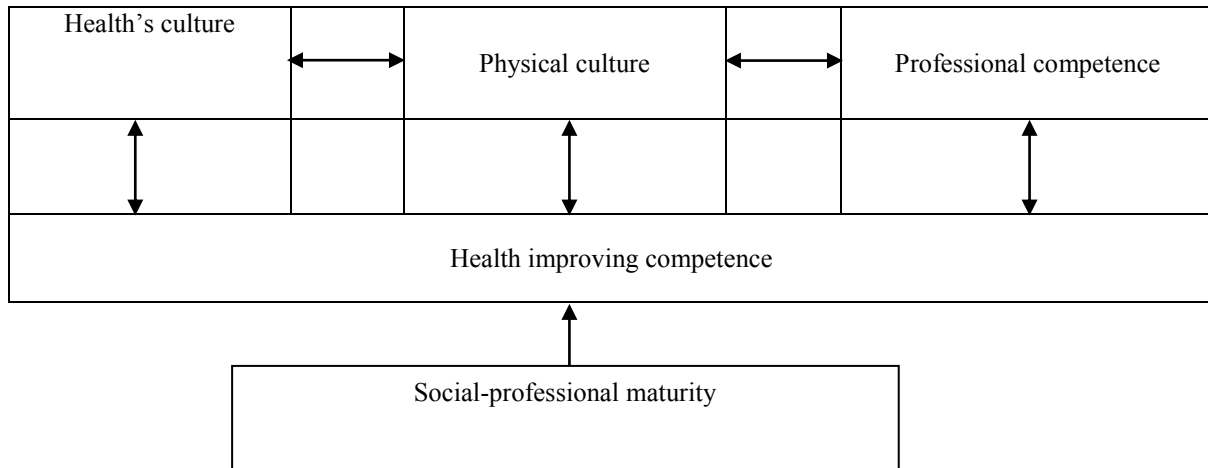 Health’s culture
Physical culture
Professional competence
Health improving competence
Social-professional maturity